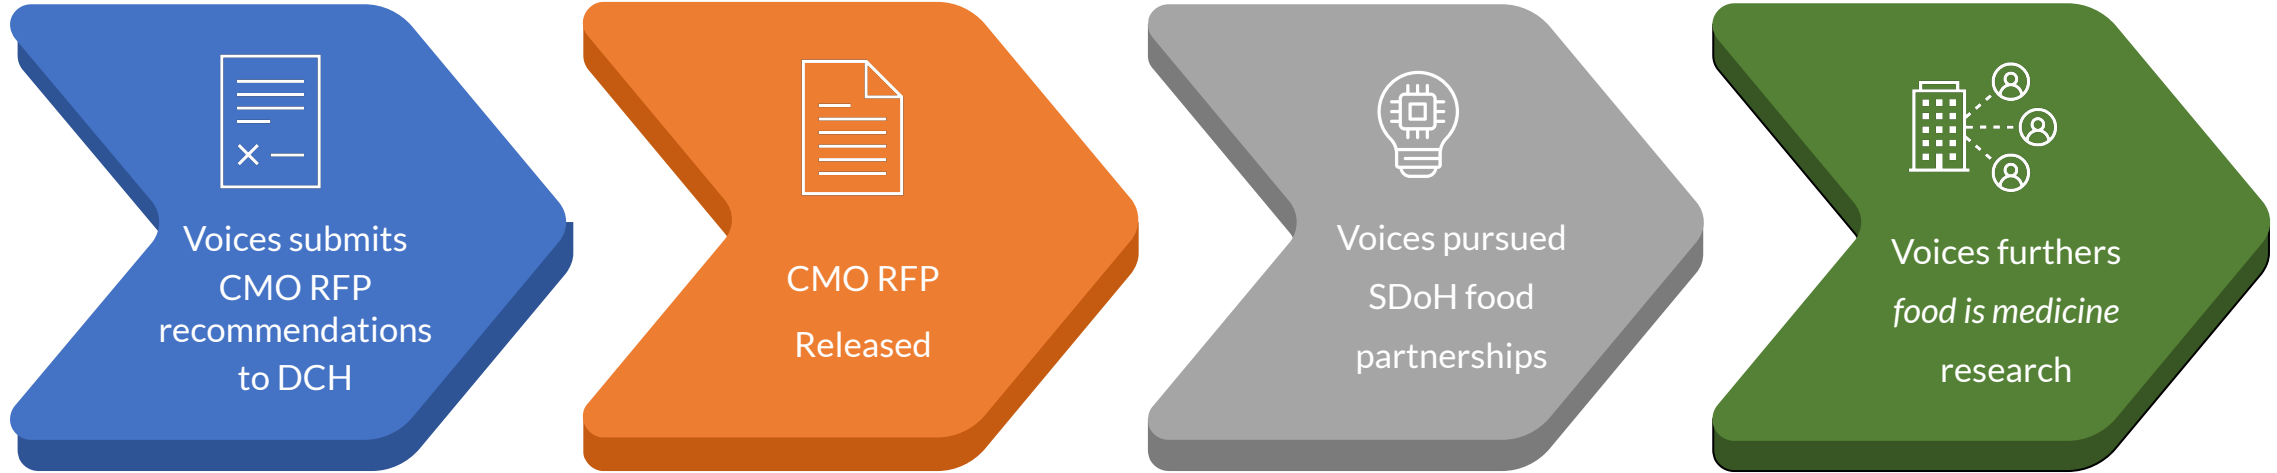 Voices submits
CMO RFP
recommendations
to DCH
CMO RFP
Released
Voices pursued
SDoH food
partnerships
Voices furthers
food is medicine
research